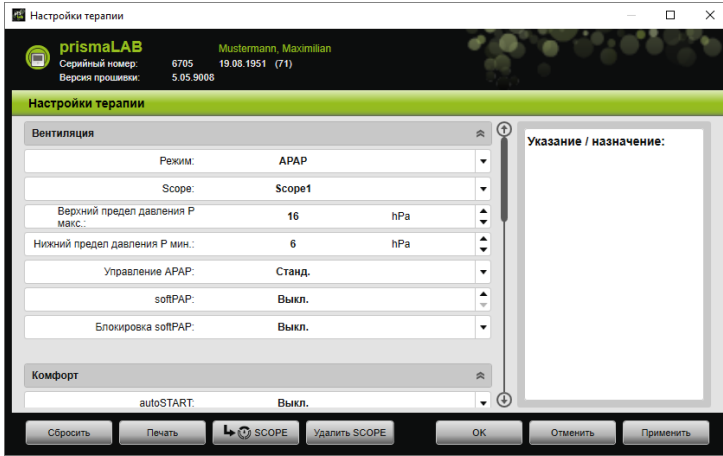 Настройки терапии
prismaLAB
Mustermann, Maximilian
Серийный номер: 6705 19.08.1951 (71)
Версия прошивки: 5.05.9008
Настройки терапии
Вентиляция
Указание / назначение:
Режим: APAP
Scope: Scope1
Верхний предел давления P
макс.: 16 hPa
Нижний предел давления P мин.: 6 hPa
Управление APAP: Станд.
softPAP: Выкл.
Блокировка softPAP: Выкл.
Комфорт
autoSTART: Выкл.
Сбросить
Печать
SCOPE
Удалить SCOPE
OK
Отменить
Применить